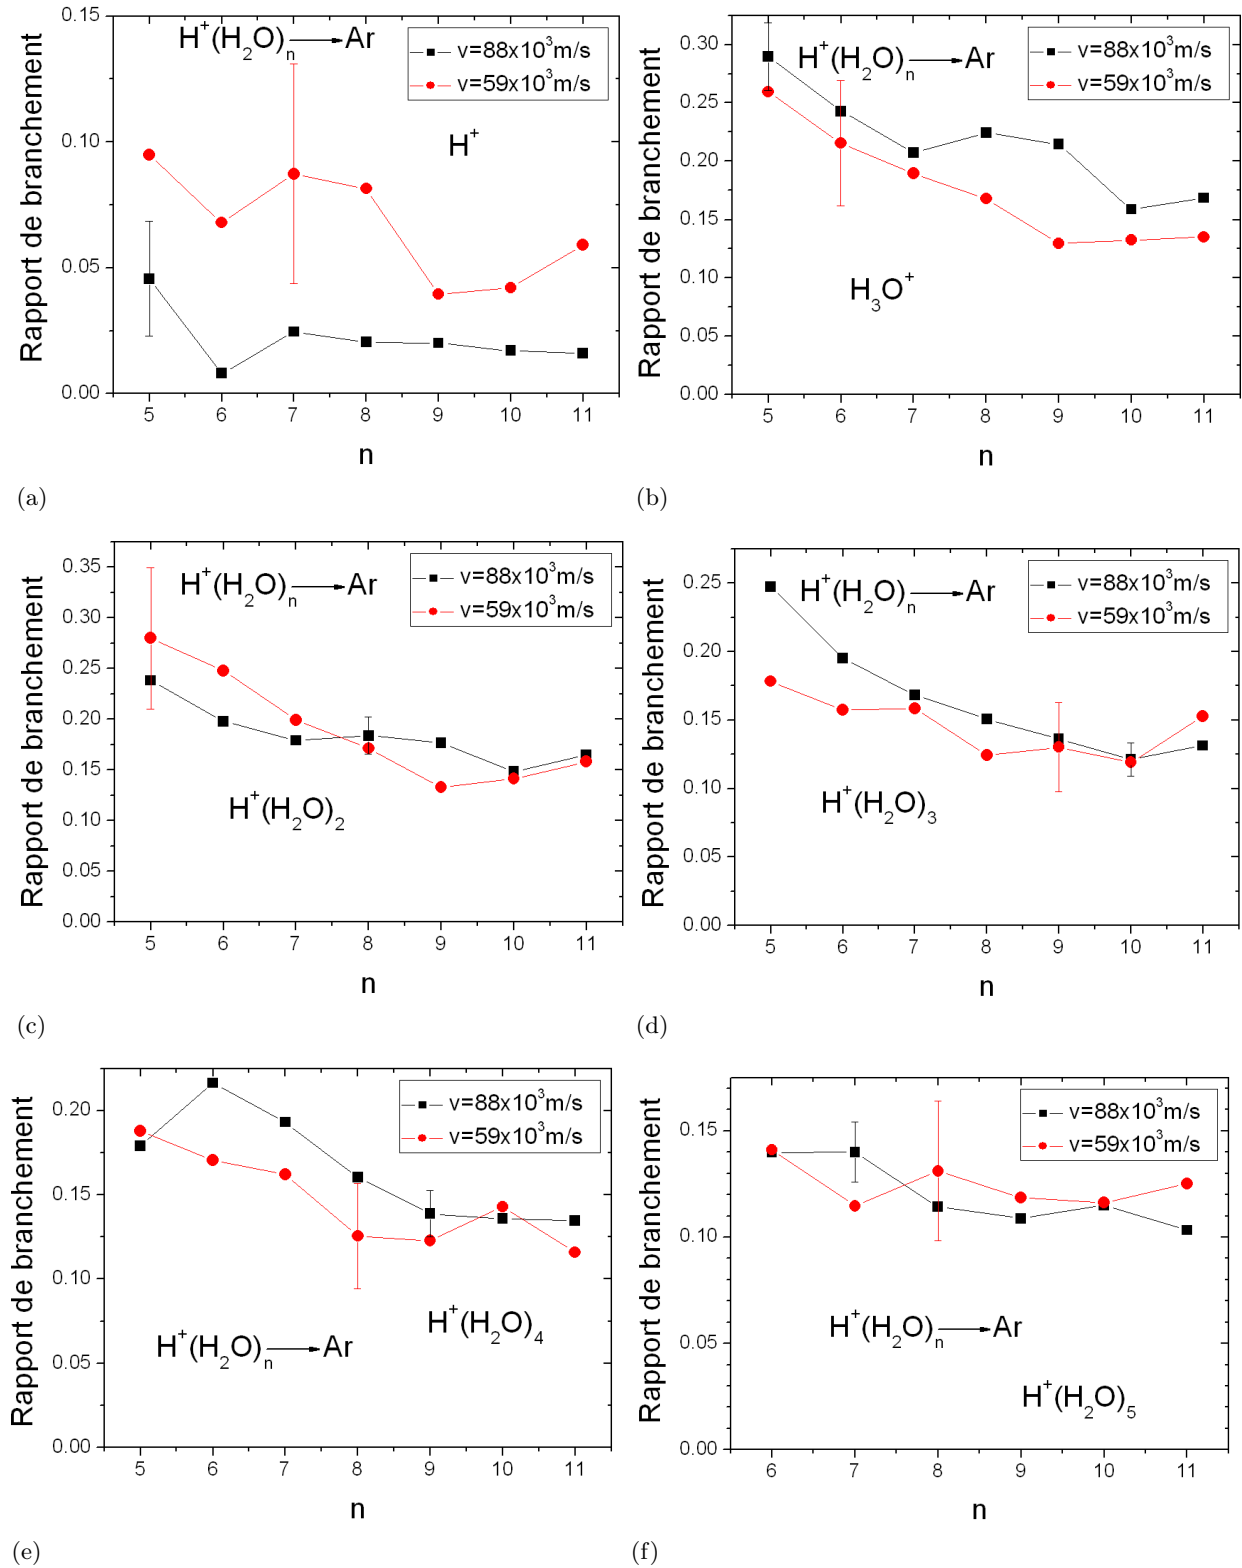 Rapport de branchement
0.15
0.10
0.05
0.00
H⁺(H₂O)ₙ → Ar
v=88x10³m/s
v=59x10³m/s
H⁺
5 6 7 8 9 10 11
n
(a)
Rapport de branchement
0.30
0.25
0.20
0.15
0.10
0.05
0.00
H⁺(H₂O)ₙ → Ar
v=88x10³m/s
v=59x10³m/s
H₃O⁺
5 6 7 8 9 10 11
n
(b)
Rapport de branchement
0.35
0.30
0.25
0.20
0.15
0.10
0.05
0.00
H⁺(H₂O)ₙ → Ar
v=88x10³m/s
v=59x10³m/s
H⁺(H₂O)₂
5 6 7 8 9 10 11
n
(c)
Rapport de branchement
0.25
0.20
0.15
0.10
0.05
0.00
H⁺(H₂O)ₙ → Ar
v=88x10³m/s
v=59x10³m/s
H⁺(H₂O)₃
5 6 7 8 9 10 11
n
(d)
Rapport de branchement
0.20
0.15
0.10
0.05
0.00
v=88x10³m/s
v=59x10³m/s
H⁺(H₂O)₄
H⁺(H₂O)ₙ → Ar
5 6 7 8 9 10 11
n
(e)
Rapport de branchement
0.15
0.10
0.05
0.00
v=88x10³m/s
v=59x10³m/s
H⁺(H₂O)ₙ → Ar
H⁺(H₂O)₅
6 7 8 9 10 11
n
(f)